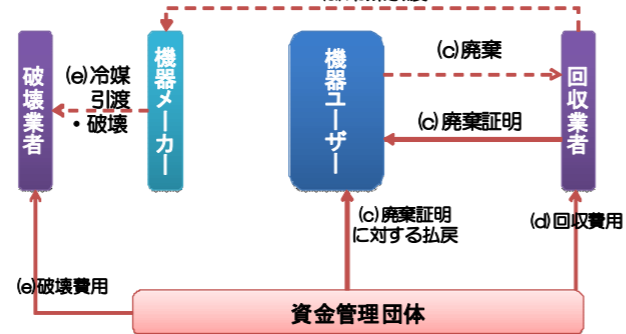 破壊業者
(e)冷媒
引渡
・破壊
機器メーカー
機器ユーザー
(c)廃棄
(c)廃棄証明
回収業者
(c)廃棄証明
に対する払戻
(d)回収費用
(e)破壊費用
資金管理団体